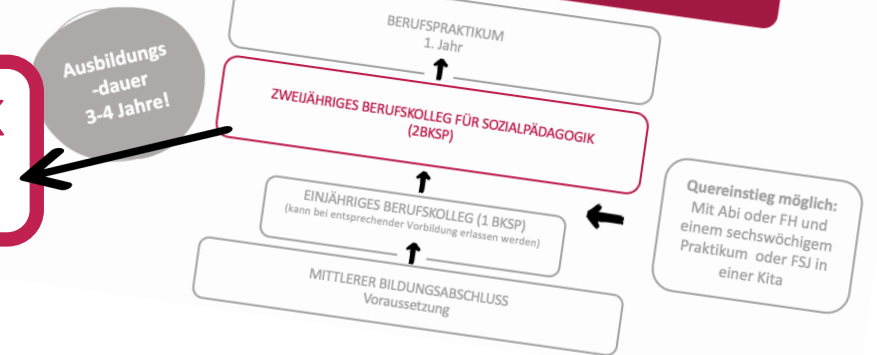 Ausbildungs
-dauer
3-4 Jahre!
BERUFSPRAKTIKUM
1. Jahr
ZWEIJÄHRIGES BERUFSKOLLEG FÜR SOZIALPÄDAGOGIK
(2BKSP)
EINJÄHRIGES BERUFSKOLLEG (1 BKSP)
(kann bei entsprechender Vorbildung erlassen werden)
MITTLERER BILDUNGSABSCHLUSS
Voraussetzung
Quereinstieg möglich:
Mit Abi oder FH und
einem sechswöchigem
Praktikum oder FSJ in
einer Kita